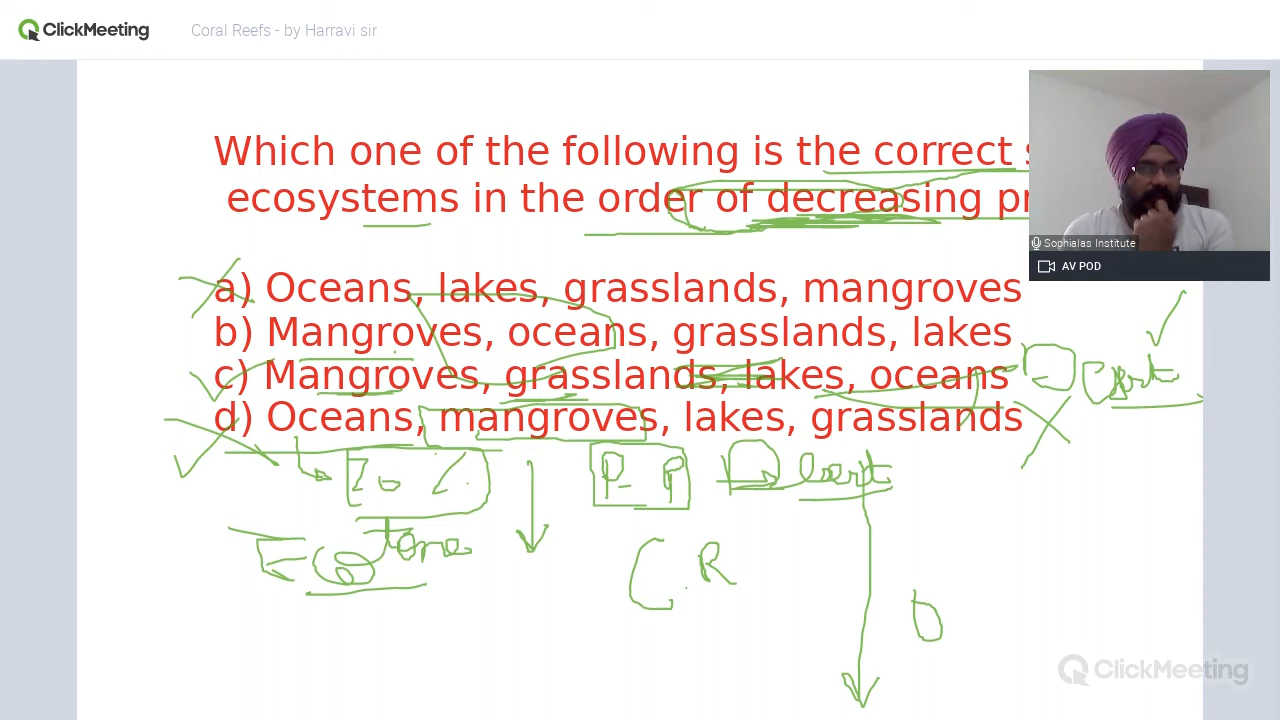 ClickMeeting Coral Reefs - by Harravi sir
Which one of the following is the correct
ecosystems in the order of decreasing pr
Sophialas Institute
AV POD
a) Oceans, lakes, grasslands, mangroves
b) Mangroves, oceans, grasslands, lakes
c) Mangroves, grasslands, lakes, oceans
d) Oceans, mangroves, lakes, grasslands
P P Desert
Ecotone
C.R
ClickMeeting